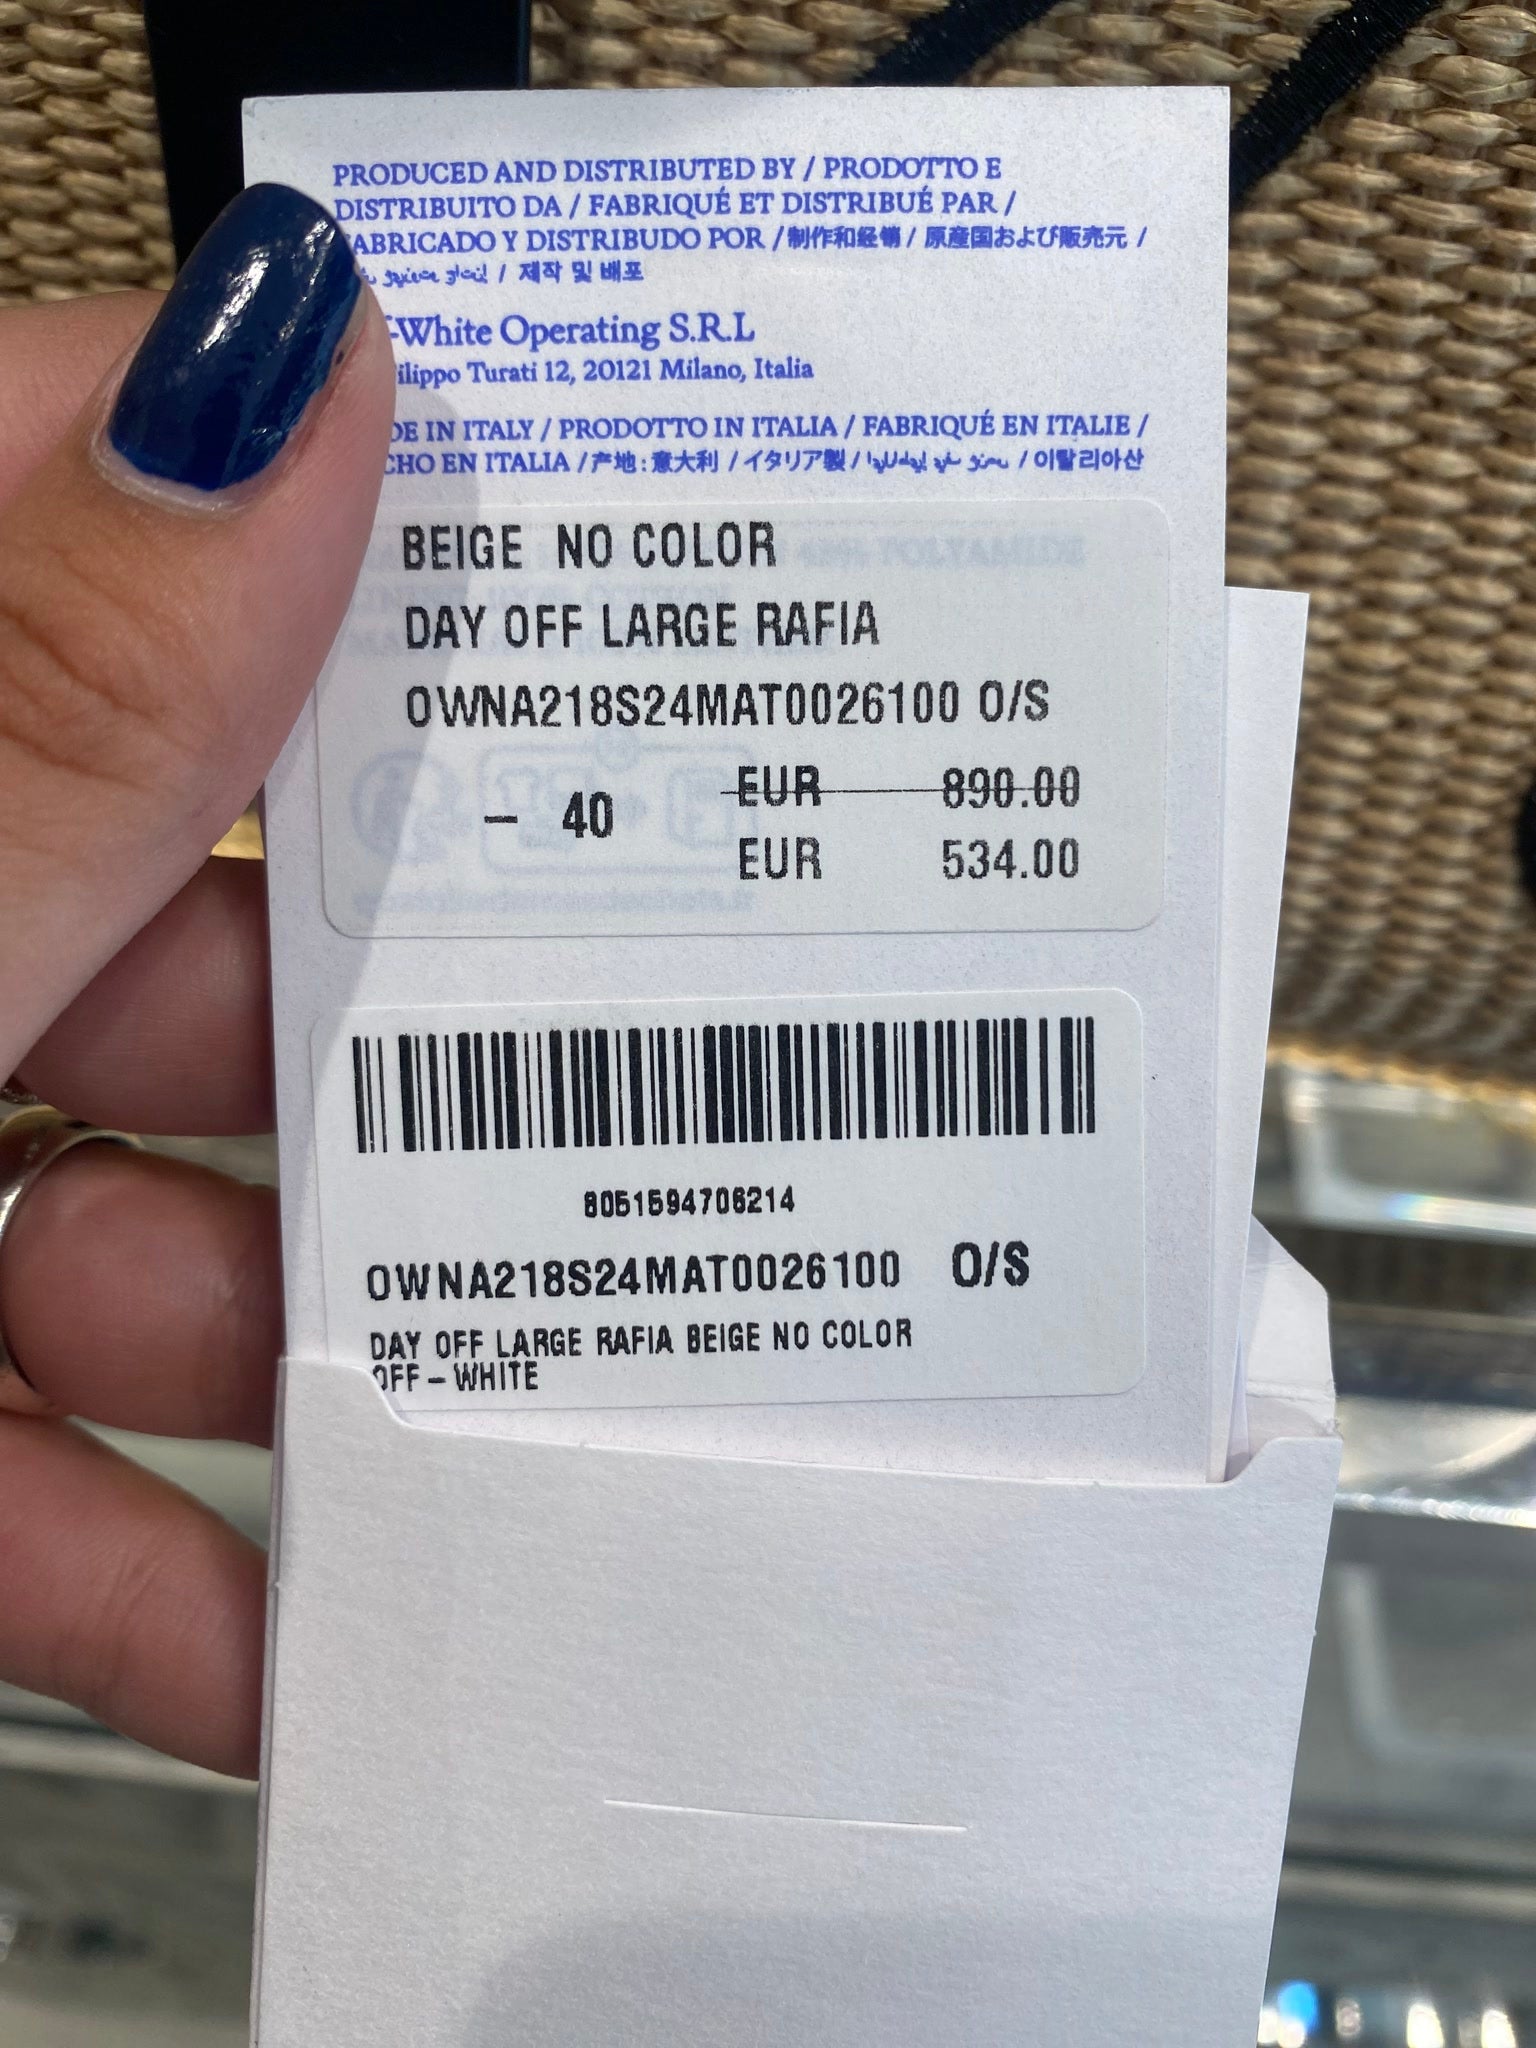 PRODUCED AND DISTRIBUTED BY / PRODOTTO E
DISTRIBUITO DA / FABRIQUÉ ET DISTRIBUÉ PAR /
FABRICADO Y DISTRIBUDO POR / 制作和经销 / 原産国および販売元 /
/ 제작 및 배포
-White Operating S.R.L
ilippo Turati 12, 20121 Milano, Italia
DE IN ITALY / PRODOTTO IN ITALIA / FABRIQUÉ EN ITALIE /
CHO EN ITALIA / 产地 : 意大利 / イタリア製 / / 이탈리아산
BEIGE NO COLOR
DAY OFF LARGE RAFIA
OWNA218S24MAT0026100 O/S
EUR 890.00
- 40
EUR 534.00
8051594706214
OWNA218S24MAT0026100 O/S
DAY OFF LARGE RAFIA BEIGE NO COLOR
OFF-WHITE